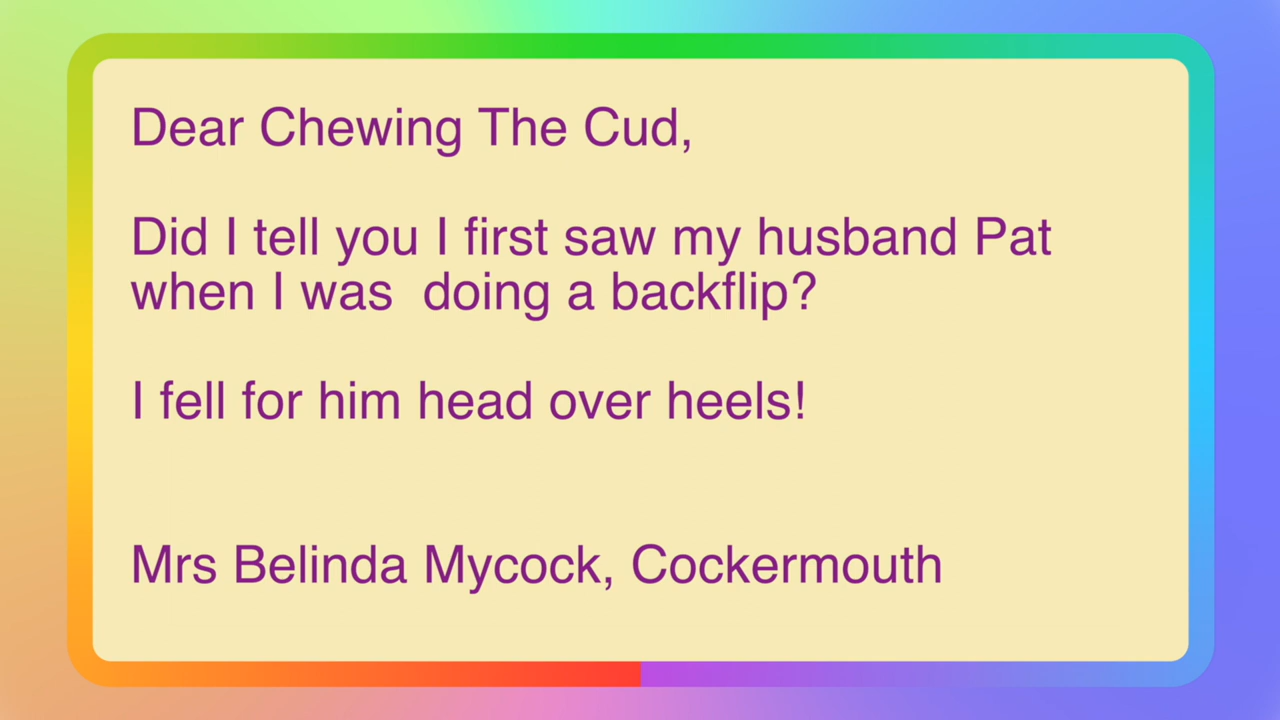 Dear Chewing The Cud,
Did I tell you I first saw my husband Pat
when I was  doing a backflip?
I fell for him head over heels!
Mrs Belinda Mycock, Cockermouth